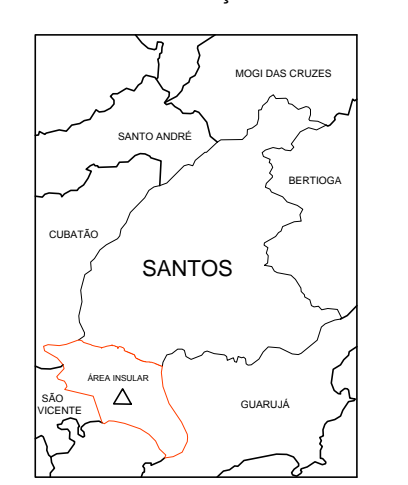 MOGI DAS CRUZES
SANTO ANDRÉ
BERTIOGA
CUBATÃO
SANTOS
ÁREA INSULAR
SÃO
VICENTE
GUARUJÁ